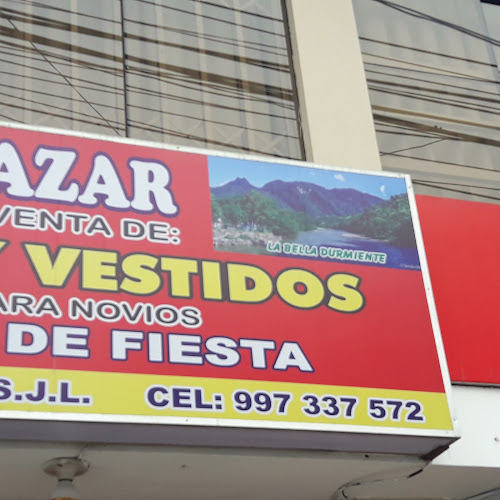 AZAR
VENTA DE:
LA BELLA DURMIENTE
Y VESTIDOS
ARA NOVIOS
DE FIESTA
S.J.L. CEL: 997 337 572